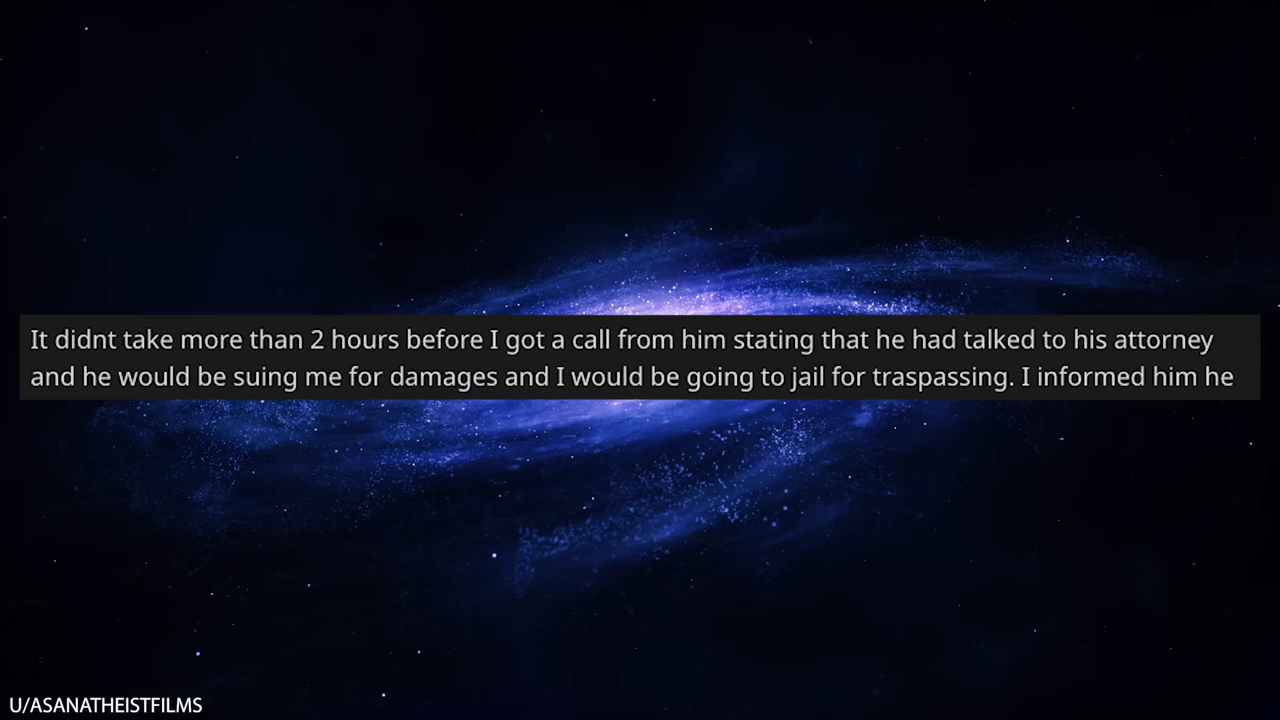 It didnt take more than 2 hours before I got a call from him stating that he had talked to his attorney
and he would be suing me for damages and I would be going to jail for traspassing. I informed him he
U/ASANATHEISTFILMS